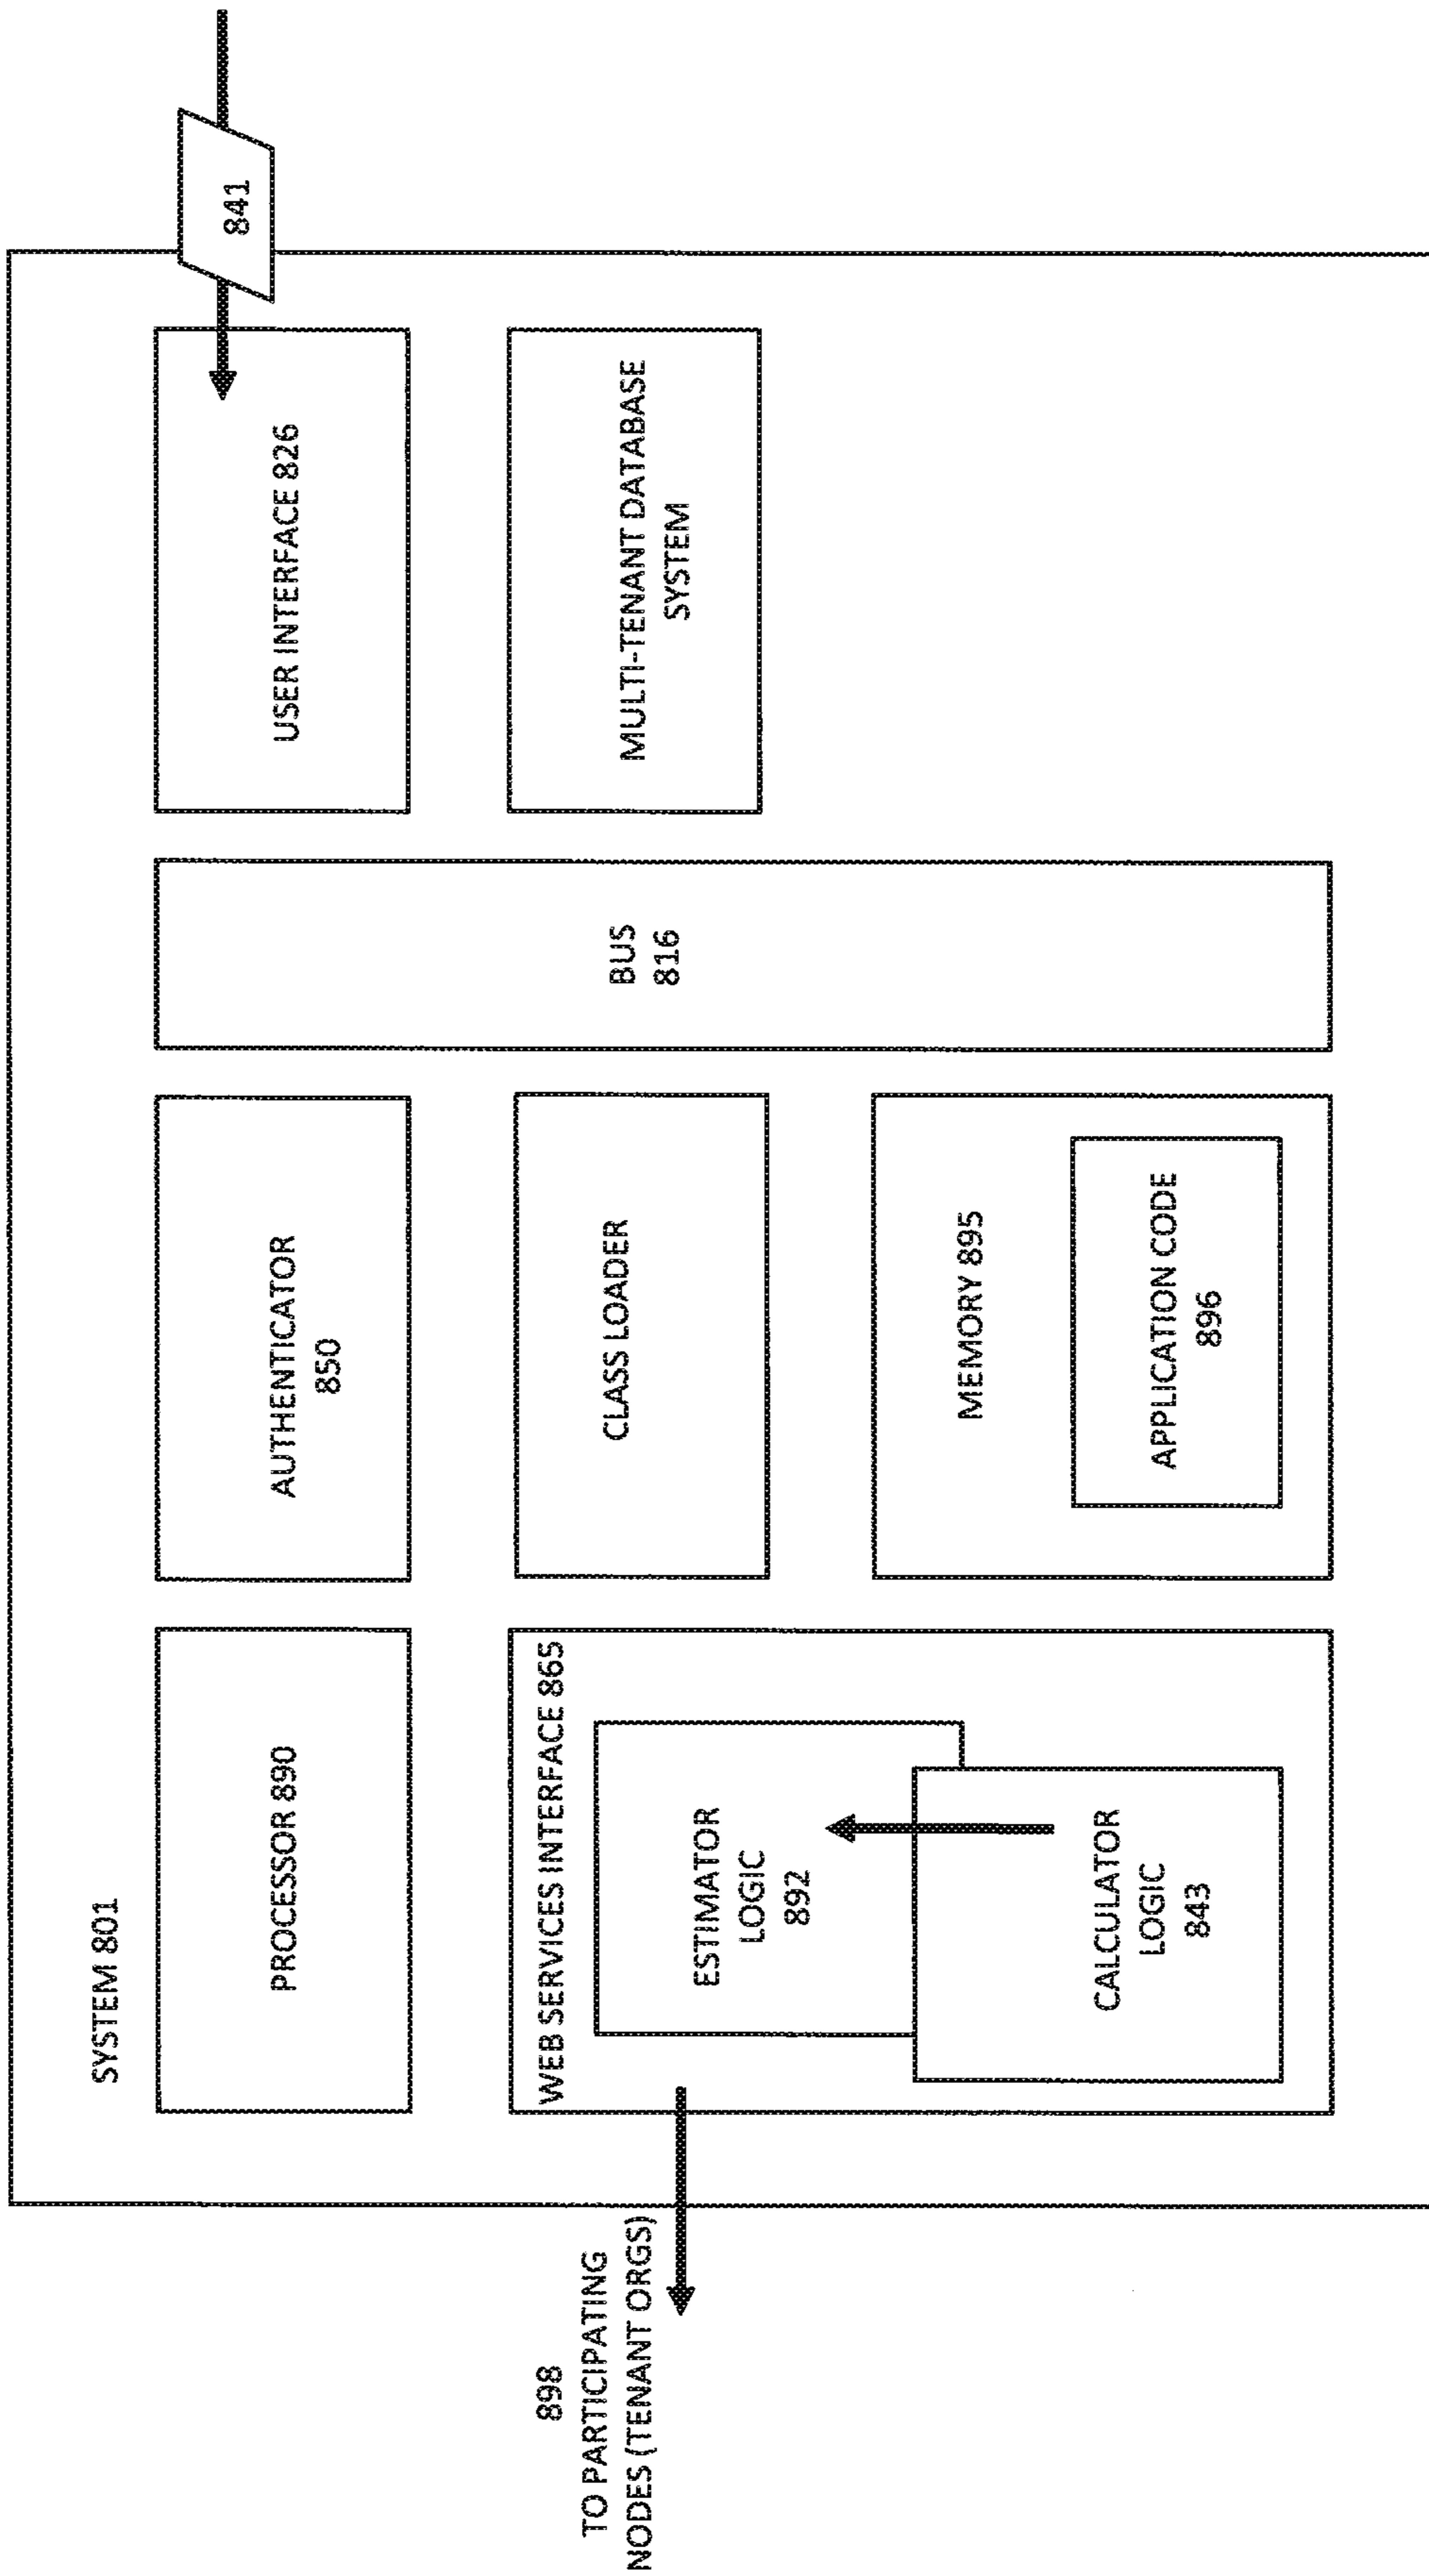 SYSTEM 801
PROCESSOR 890
AUTHENTICATOR
850
BUS
816
USER INTERFACE 826
841
WEB SERVICES INTERFACE 865
ESTIMATOR
LOGIC
892
CALCULATOR
LOGIC
843
CLASS LOADER
MEMORY 895
APPLICATION CODE
896
MULTI-TENANT DATABASE
SYSTEM
898
TO PARTICIPATING
NODES (TENANT ORGS)